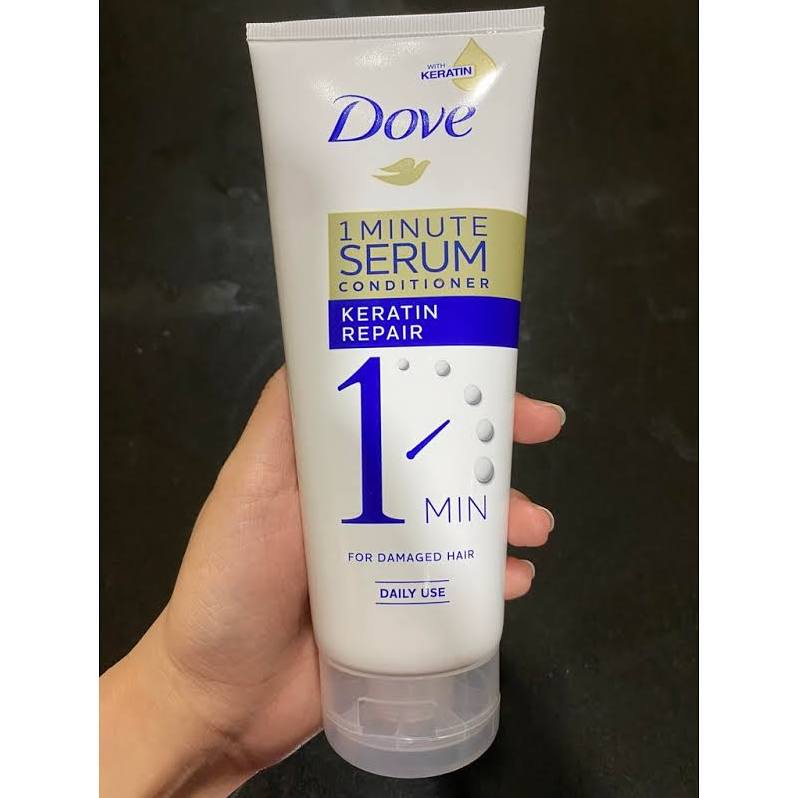 WITH
KERATIN
Dove
1 MINUTE
SERUM
CONDITIONER
KERATIN
REPAIR
1 MIN
FOR DAMAGED HAIR
DAILY USE